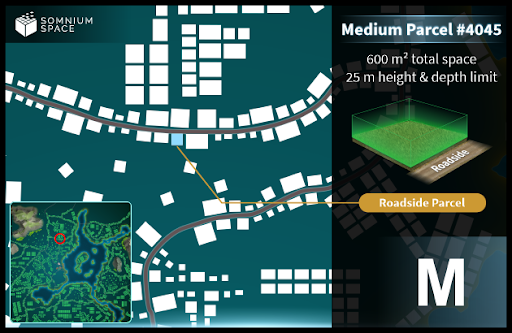 SOMNIUM
SPACE
Medium Parcel #4045
600 m² total space
25 m height & depth limit
Roadside
Roadside Parcel
M